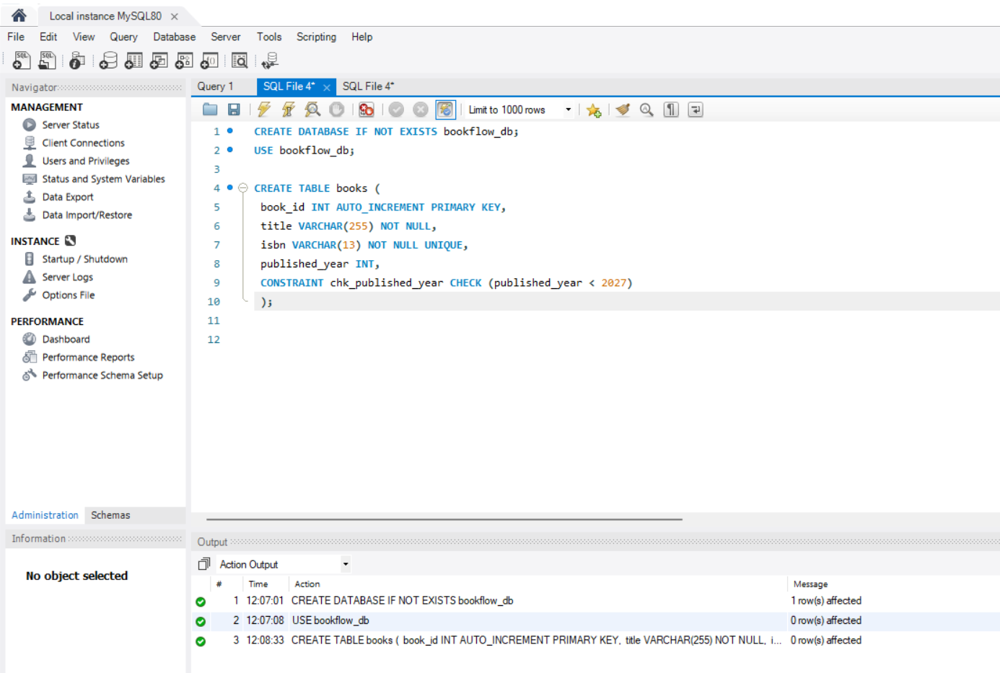 Local instance MySQL80
File Edit View Query Database Server Tools Scripting Help
Navigator
MANAGEMENT
Server Status
Client Connections
Users and Privileges
Status and System Variables
Data Export
Data Import/Restore
INSTANCE
Startup / Shutdown
Server Logs
Options File
PERFORMANCE
Dashboard
Performance Reports
Performance Schema Setup
Administration Schemas
Information
No object selected
Query 1 SQL File 4* SQL File 4*
Limit to 1000 rows
1 CREATE DATABASE IF NOT EXISTS bookflow_db;
2 USE bookflow_db;
3
4 CREATE TABLE books (
5 book_id INT AUTO_INCREMENT PRIMARY KEY,
6 title VARCHAR(255) NOT NULL,
7 isbn VARCHAR(13) NOT NULL UNIQUE,
8 published_year INT,
9 CONSTRAINT chk_published_year CHECK (published_year < 2027)
10 );
11
12
Output
Action Output
# Time Action Message
1 12:07:01 CREATE DATABASE IF NOT EXISTS bookflow_db 1 row(s) affected
2 12:07:08 USE bookflow_db 0 row(s) affected
3 12:08:33 CREATE TABLE books ( book_id INT AUTO_INCREMENT PRIMARY KEY, title VARCHAR(255) NOT NULL, i... 0 row(s) affected